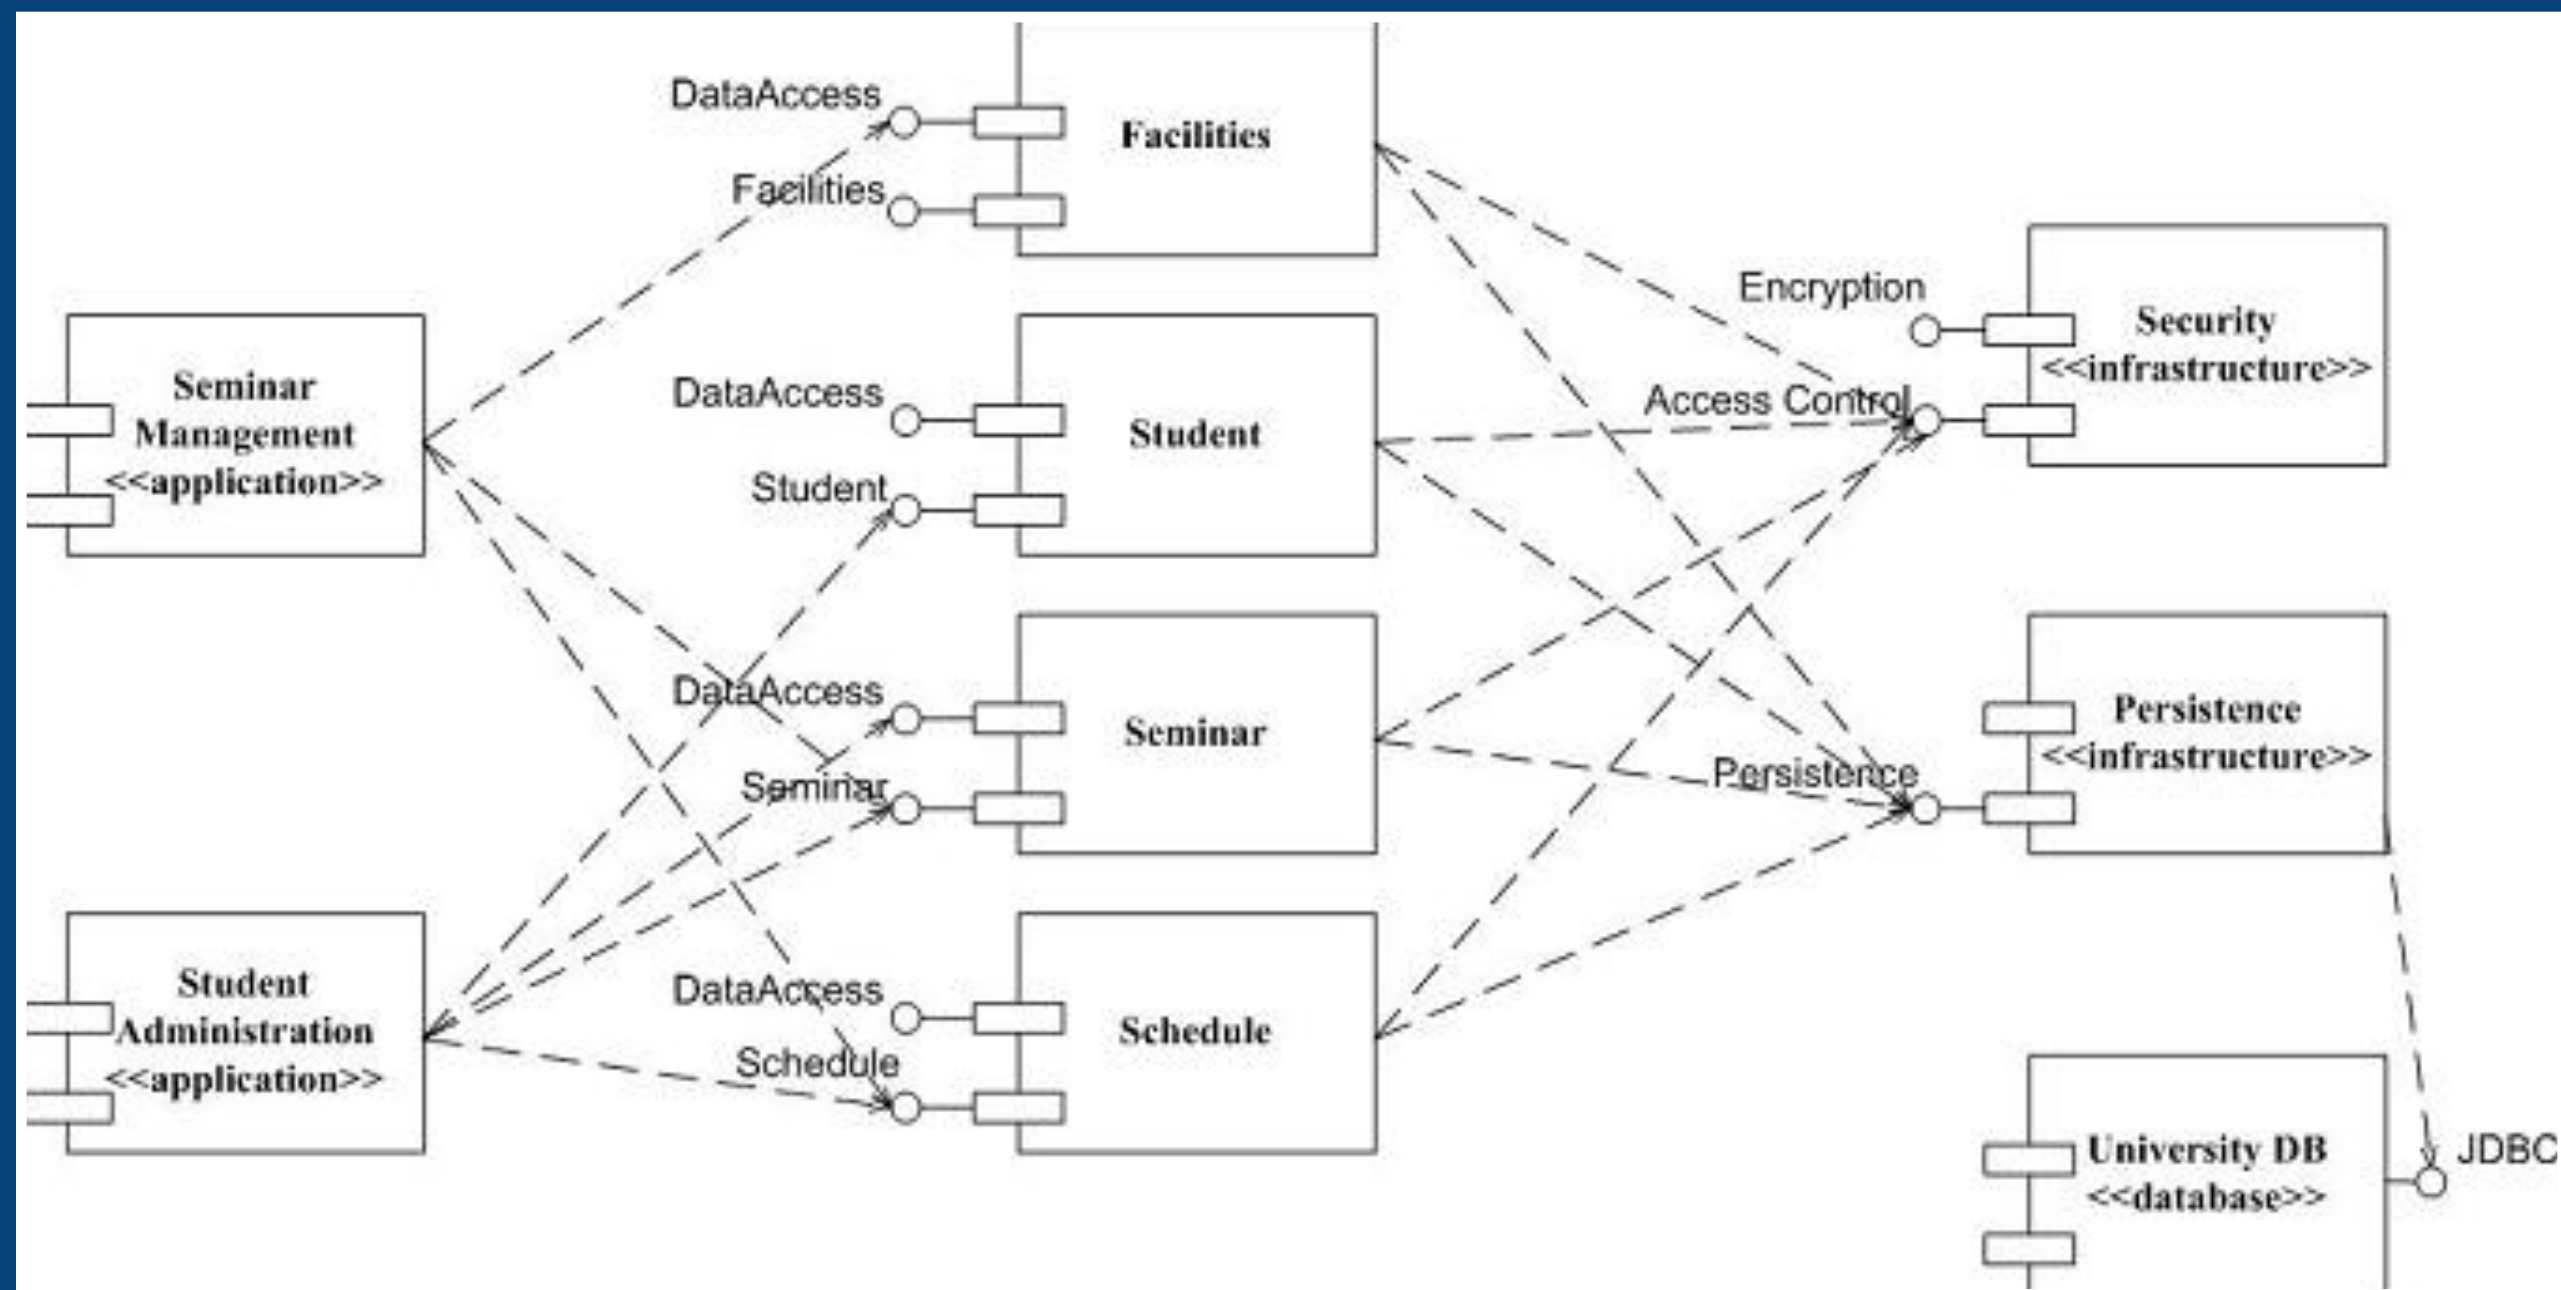 DataAccess
Facilities
Facilities
Encryption
Security
<<infrastructure>>
Access Control
Seminar
Management
<<application>>
DataAccess
Student
Student
DataAccess
Seminar
Seminar
Persistence
<<infrastructure>>
Persistence
Student
Administration
<<application>>
DataAccess
Schedule
Schedule
University DB
<<database>>
JDBC